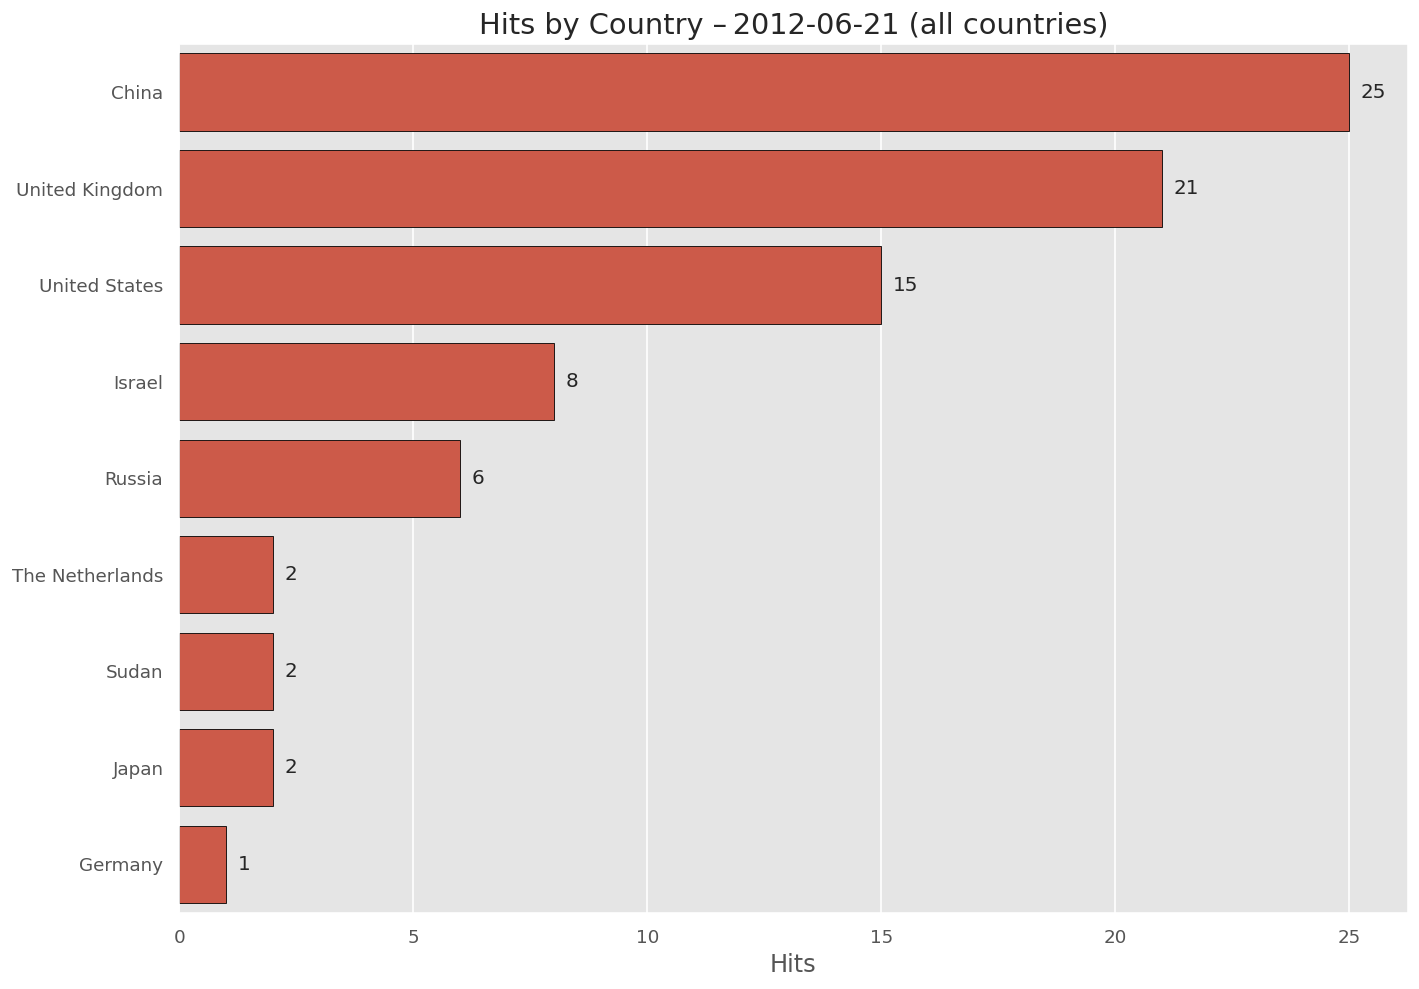 Hits by Country – 2012-06-21 (all countries)
China 25
United Kingdom 21
United States 15
Israel 8
Russia 6
The Netherlands 2
Sudan 2
Japan 2
Germany 1
0 5 10 15 20 25
Hits